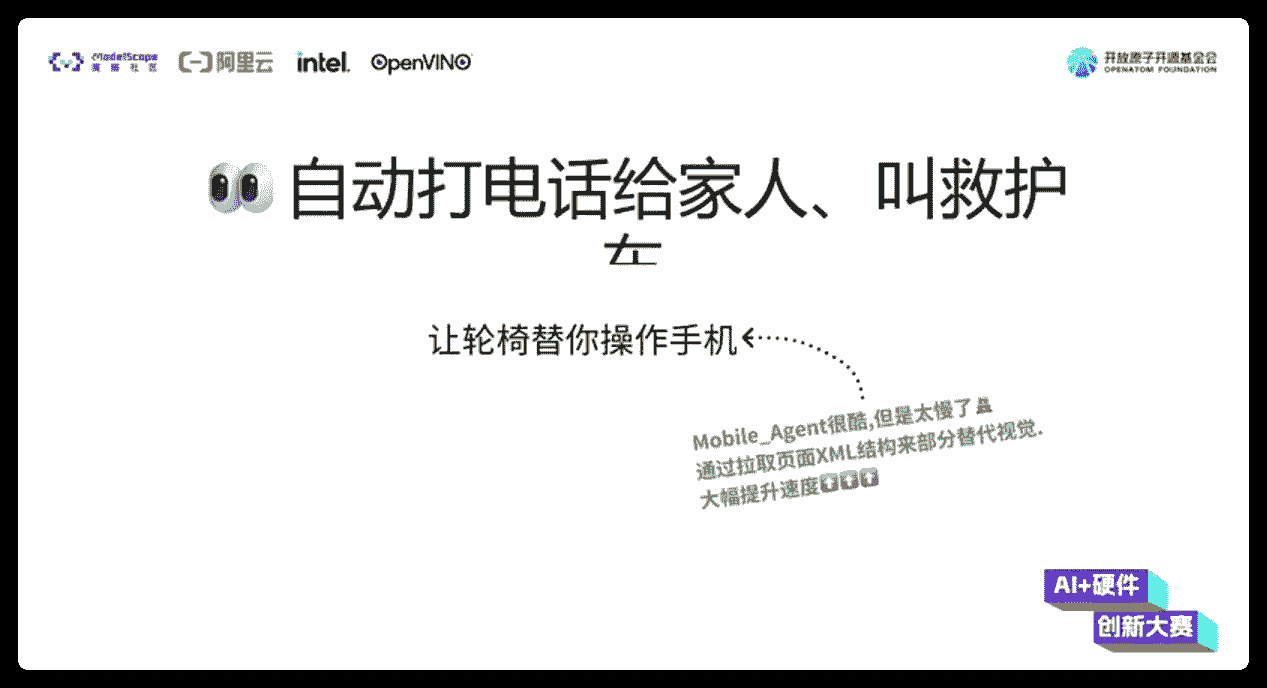 ModelScope
魔搭社区
阿里云
intel.
OpenVINO
开放原子开源基金会
OPENATOM FOUNDATION
👀 自动打电话给家人、叫救护
让轮椅替你操作手机
Mobile_Agent很酷,但是太慢了
通过拉取页面XML结构来部分替代视觉.
大幅提升速度⬆️⬆️⬆️
AI+硬件
创新大赛